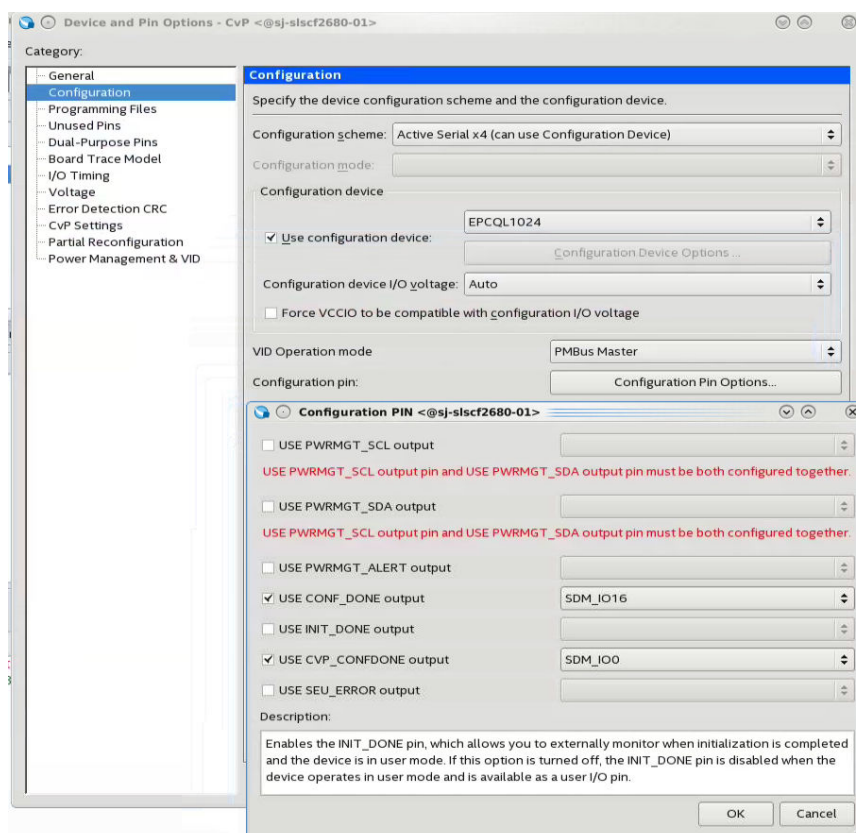 Device and Pin Options - CvP <@sj-slscf2680-01>
Category:
General
Configuration
Programming Files
Unused Pins
Dual-Purpose Pins
Board Trace Model
I/O Timing
Voltage
Error Detection CRC
CvP Settings
Partial Reconfiguration
Power Management & VID
Configuration
Specify the device configuration scheme and the configuration device.
Configuration scheme: Active Serial x4 (can use Configuration Device)
Configuration mode:
Configuration device
EPCQL1024
Use configuration device:
Configuration Device Options ...
Configuration device I/O voltage: Auto
Force VCCIO to be compatible with configuration I/O voltage
VID Operation mode PMBus Master
Configuration pin: Configuration Pin Options...
Configuration PIN <@sj-slscf2680-01>
USE PWRMGT_SCL output
USE PWRMGT_SCL output pin and USE PWRMGT_SDA output pin must be both configured together.
USE PWRMGT_SDA output
USE PWRMGT_SCL output pin and USE PWRMGT_SDA output pin must be both configured together.
USE PWRMGT_ALERT output
USE CONF_DONE output SDM_IO16
USE INIT_DONE output
USE CVP_CONFDONE output SDM_IO0
USE SEU_ERROR output
Description:
Enables the INIT_DONE pin, which allows you to externally monitor when initialization is completed
and the device is in user mode. If this option is turned off, the INIT_DONE pin is disabled when the
device operates in user mode and is available as a user I/O pin.
OK Cancel